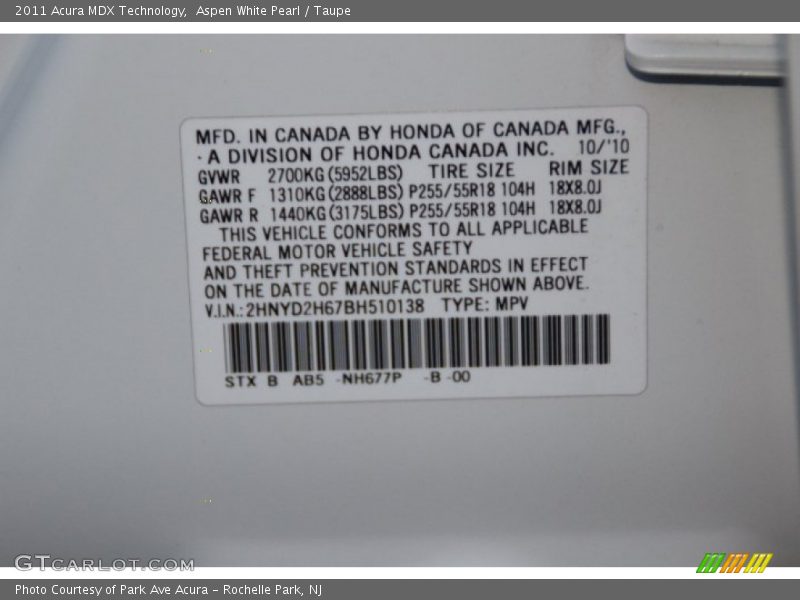 2011 Acura MDX Technology,  Aspen White Pearl / Taupe
MFD. IN CANADA BY HONDA OF CANADA MFG.,
· A DIVISION OF HONDA CANADA INC. 10/'10
GVWR 2700KG(5952LBS) TIRE SIZE RIM SIZE
GAWR F 1310KG(2888LBS) P255/55R18 104H 18X8.0J
GAWR R 1440KG(3175LBS) P255/55R18 104H 18X8.0J
THIS VEHICLE CONFORMS TO ALL APPLICABLE
FEDERAL MOTOR VEHICLE SAFETY
AND THEFT PREVENTION STANDARDS IN EFFECT
ON THE DATE OF MANUFACTURE SHOWN ABOVE.
V.I.N.: 2HNYD2H67BH510138 TYPE: MPV
STX B AB5 -NH677P -B -00
GTCARLOT.COM
Photo Courtesy of Park Ave Acura - Rochelle Park, NJ